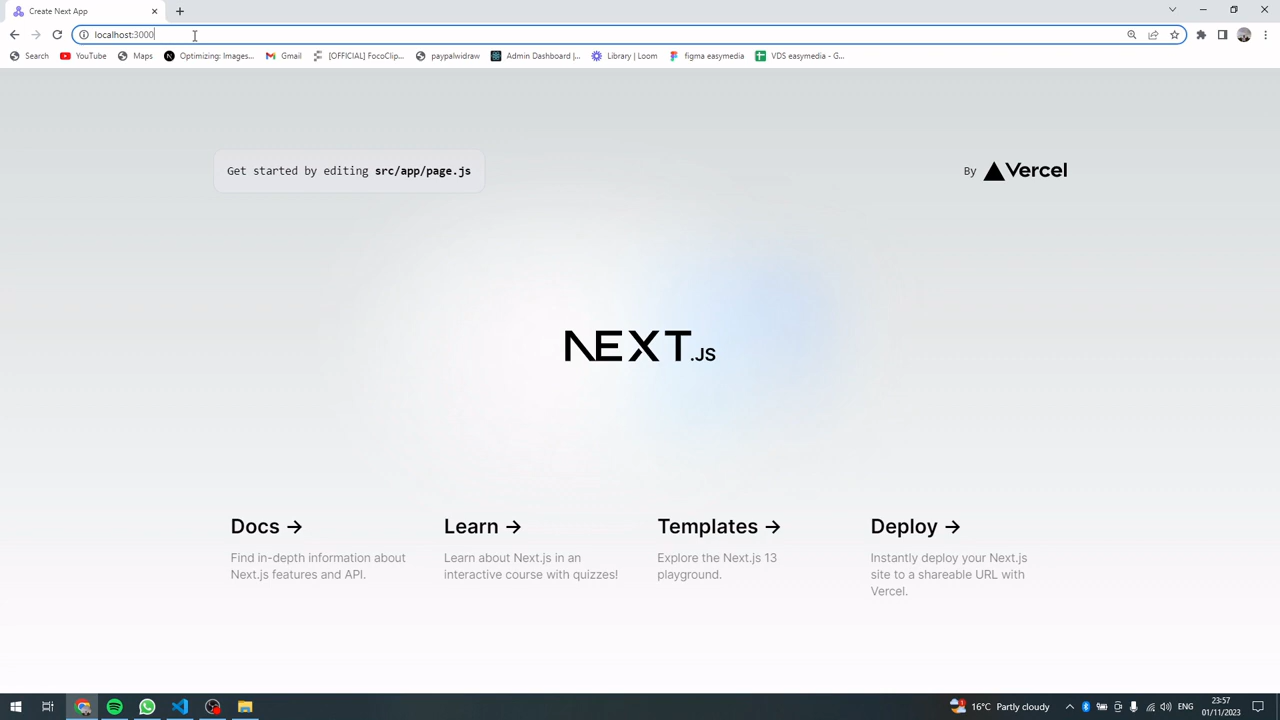 Create Next App
localhost:3000
Search
YouTube
Maps
Optimizing: Images...
Gmail
[OFFICIAL] FocoClip...
paypalwidraw
Admin Dashboard |...
Library | Loom
figma easymedia
VDS easymedia - G...
Get started by editing src/app/page.js
By Vercel
NEXT.JS
Docs →
Find in-depth information about
Next.js features and API.
Learn →
Learn about Next.js in an
interactive course with quizzes!
Templates →
Explore the Next.js 13
playground.
Deploy →
Instantly deploy your Next.js
site to a shareable URL with
Vercel.
16°C Partly cloudy
ENG
23:57
01/11/2023